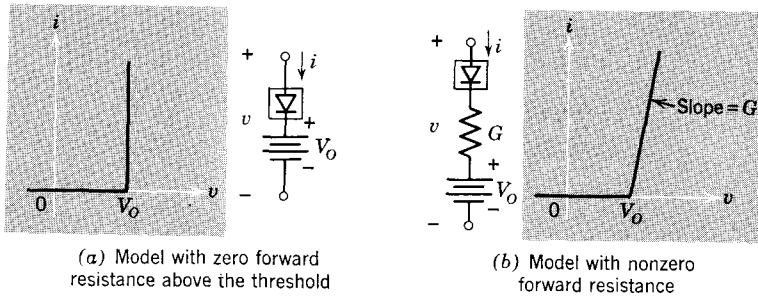 i
0
V_O
v
+
i
v
+
V_O
−
−
(a) Model with zero forward
resistance above the threshold
+
i
v
G
+
V_O
−
−
i
Slope = G
0
V_O
v
(b) Model with nonzero
forward resistance